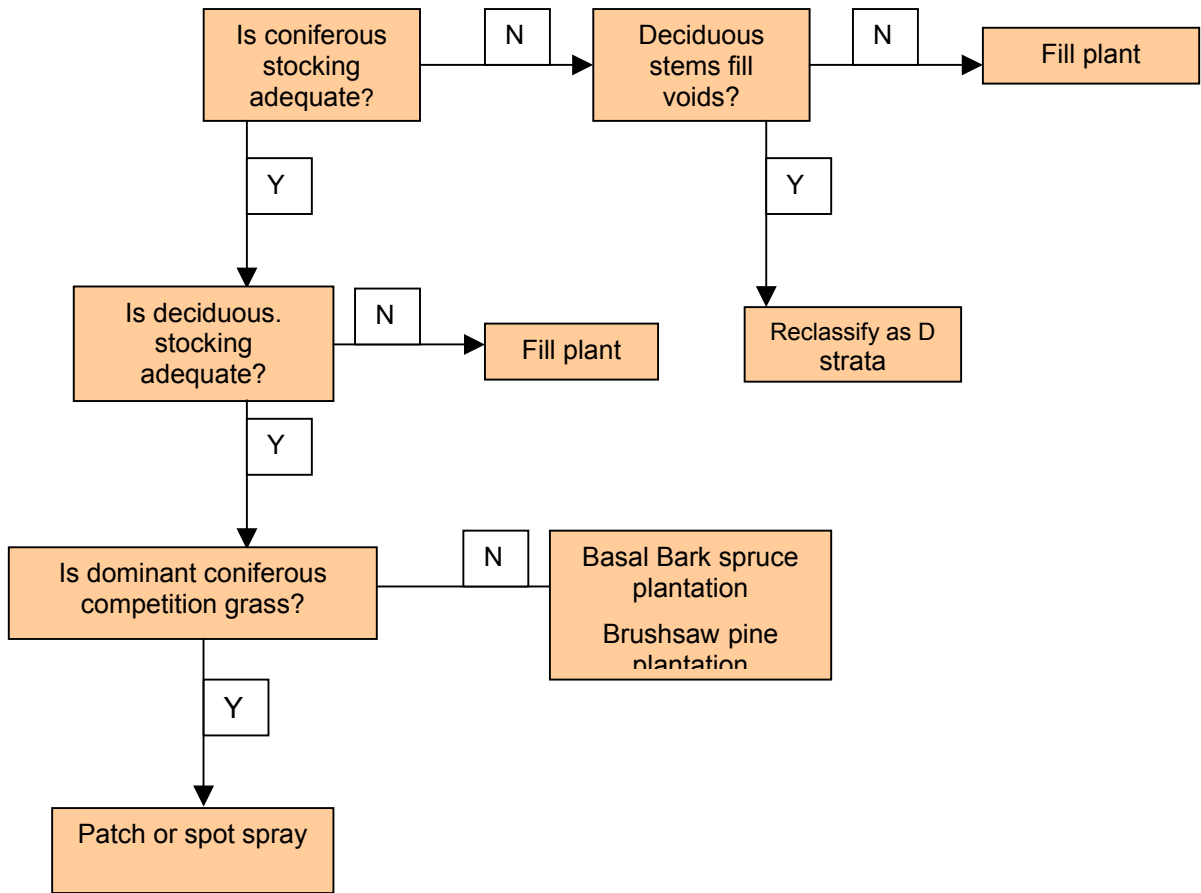 Is coniferous
stocking
adequate?
N
Deciduous
stems fill
voids?
N
Fill plant
Y
Y
Is deciduous.
stocking
adequate?
N
Fill plant
Reclassify as D
strata
Y
Is dominant coniferous
competition grass?
N
Basal Bark spruce
plantation
Brushsaw pine
plantation
Y
Patch or spot spray